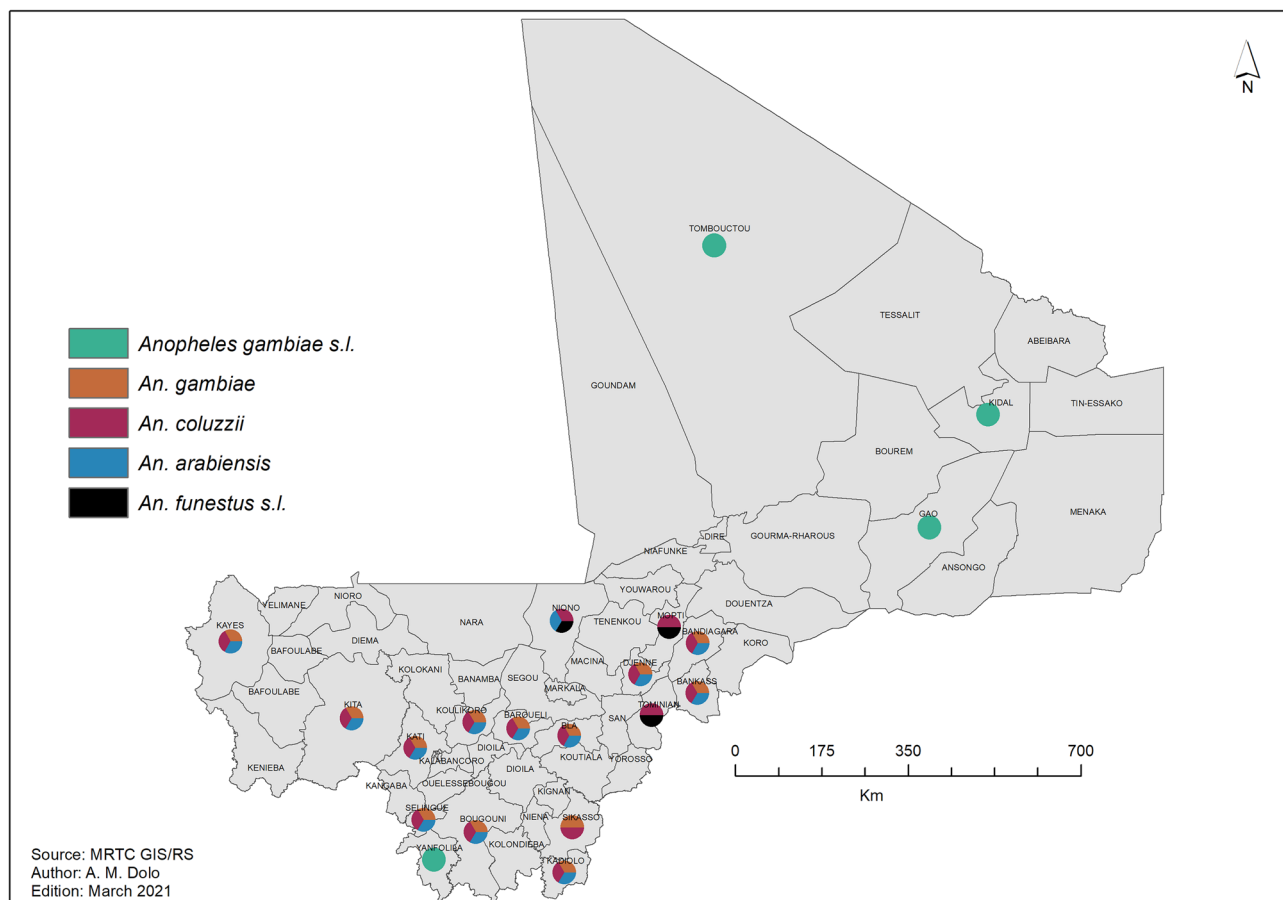 N
TOMBOUCTOU
TESSALIT
ABEIBARA
Anopheles gambiae s.l.
An. gambiae
An. coluzzii
An. arabiensis
An. funestus s.l.
GOUNDAM
KIDAL
TIN-ESSAKO
BOUREM
MENAKA
GAO
DIRE
GOURMA-RHAROUS
NIAFUNKE
ANSONGO
YOUWAROU
NIORO
YELIMANE
DOUENTZA
NIONO
MOPTI
KAYES
NARA
TENENKOU
BANDIAGARA
DIEMA
KORO
BAFOULABE
KOLOKANI
MACINA
DJENNE
BANAMBA
SEGOU
BANKASS
MARKALA
BAFOULABE
KITA
TOMINIAN
KOULIKORO
BAROUELI
SAN
BLA
KATI
DIOILA
0 175 350 700
KOUTIALA
YOROSSO
KALABANCORO
DIOILA
KENIEBA
KANGABA
OUELESSEBOUGOU
KIGNAN
Km
SELINGUE
BOUGOUNI
NIENA
SIKASSO
YANFOLILA
KOLONDIEBA
KADIOLO
Source: MRTC GIS/RS
Author: A. M. Dolo
Edition: March 2021